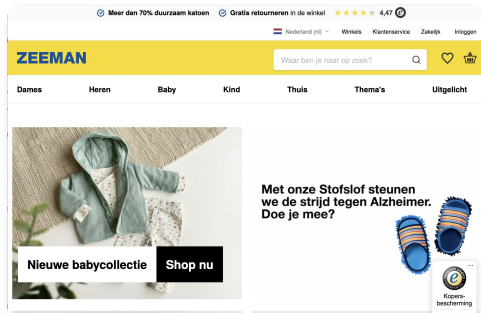 Meer dan 70% duurzaam katoen
Gratis retourneren in de winkel
4,47
Nederland (nl)
Winkels
Klantenservice
Zakelijk
Inloggen
ZEEMAN
Waar ben je naar op zoek?
Dames
Heren
Baby
Kind
Thuis
Thema's
Uitgelicht
Nieuwe babycollectie
Shop nu
Met onze Stofslof steunen
we de strijd tegen Alzheimer.
Doe je mee?
Kopers-
bescherming